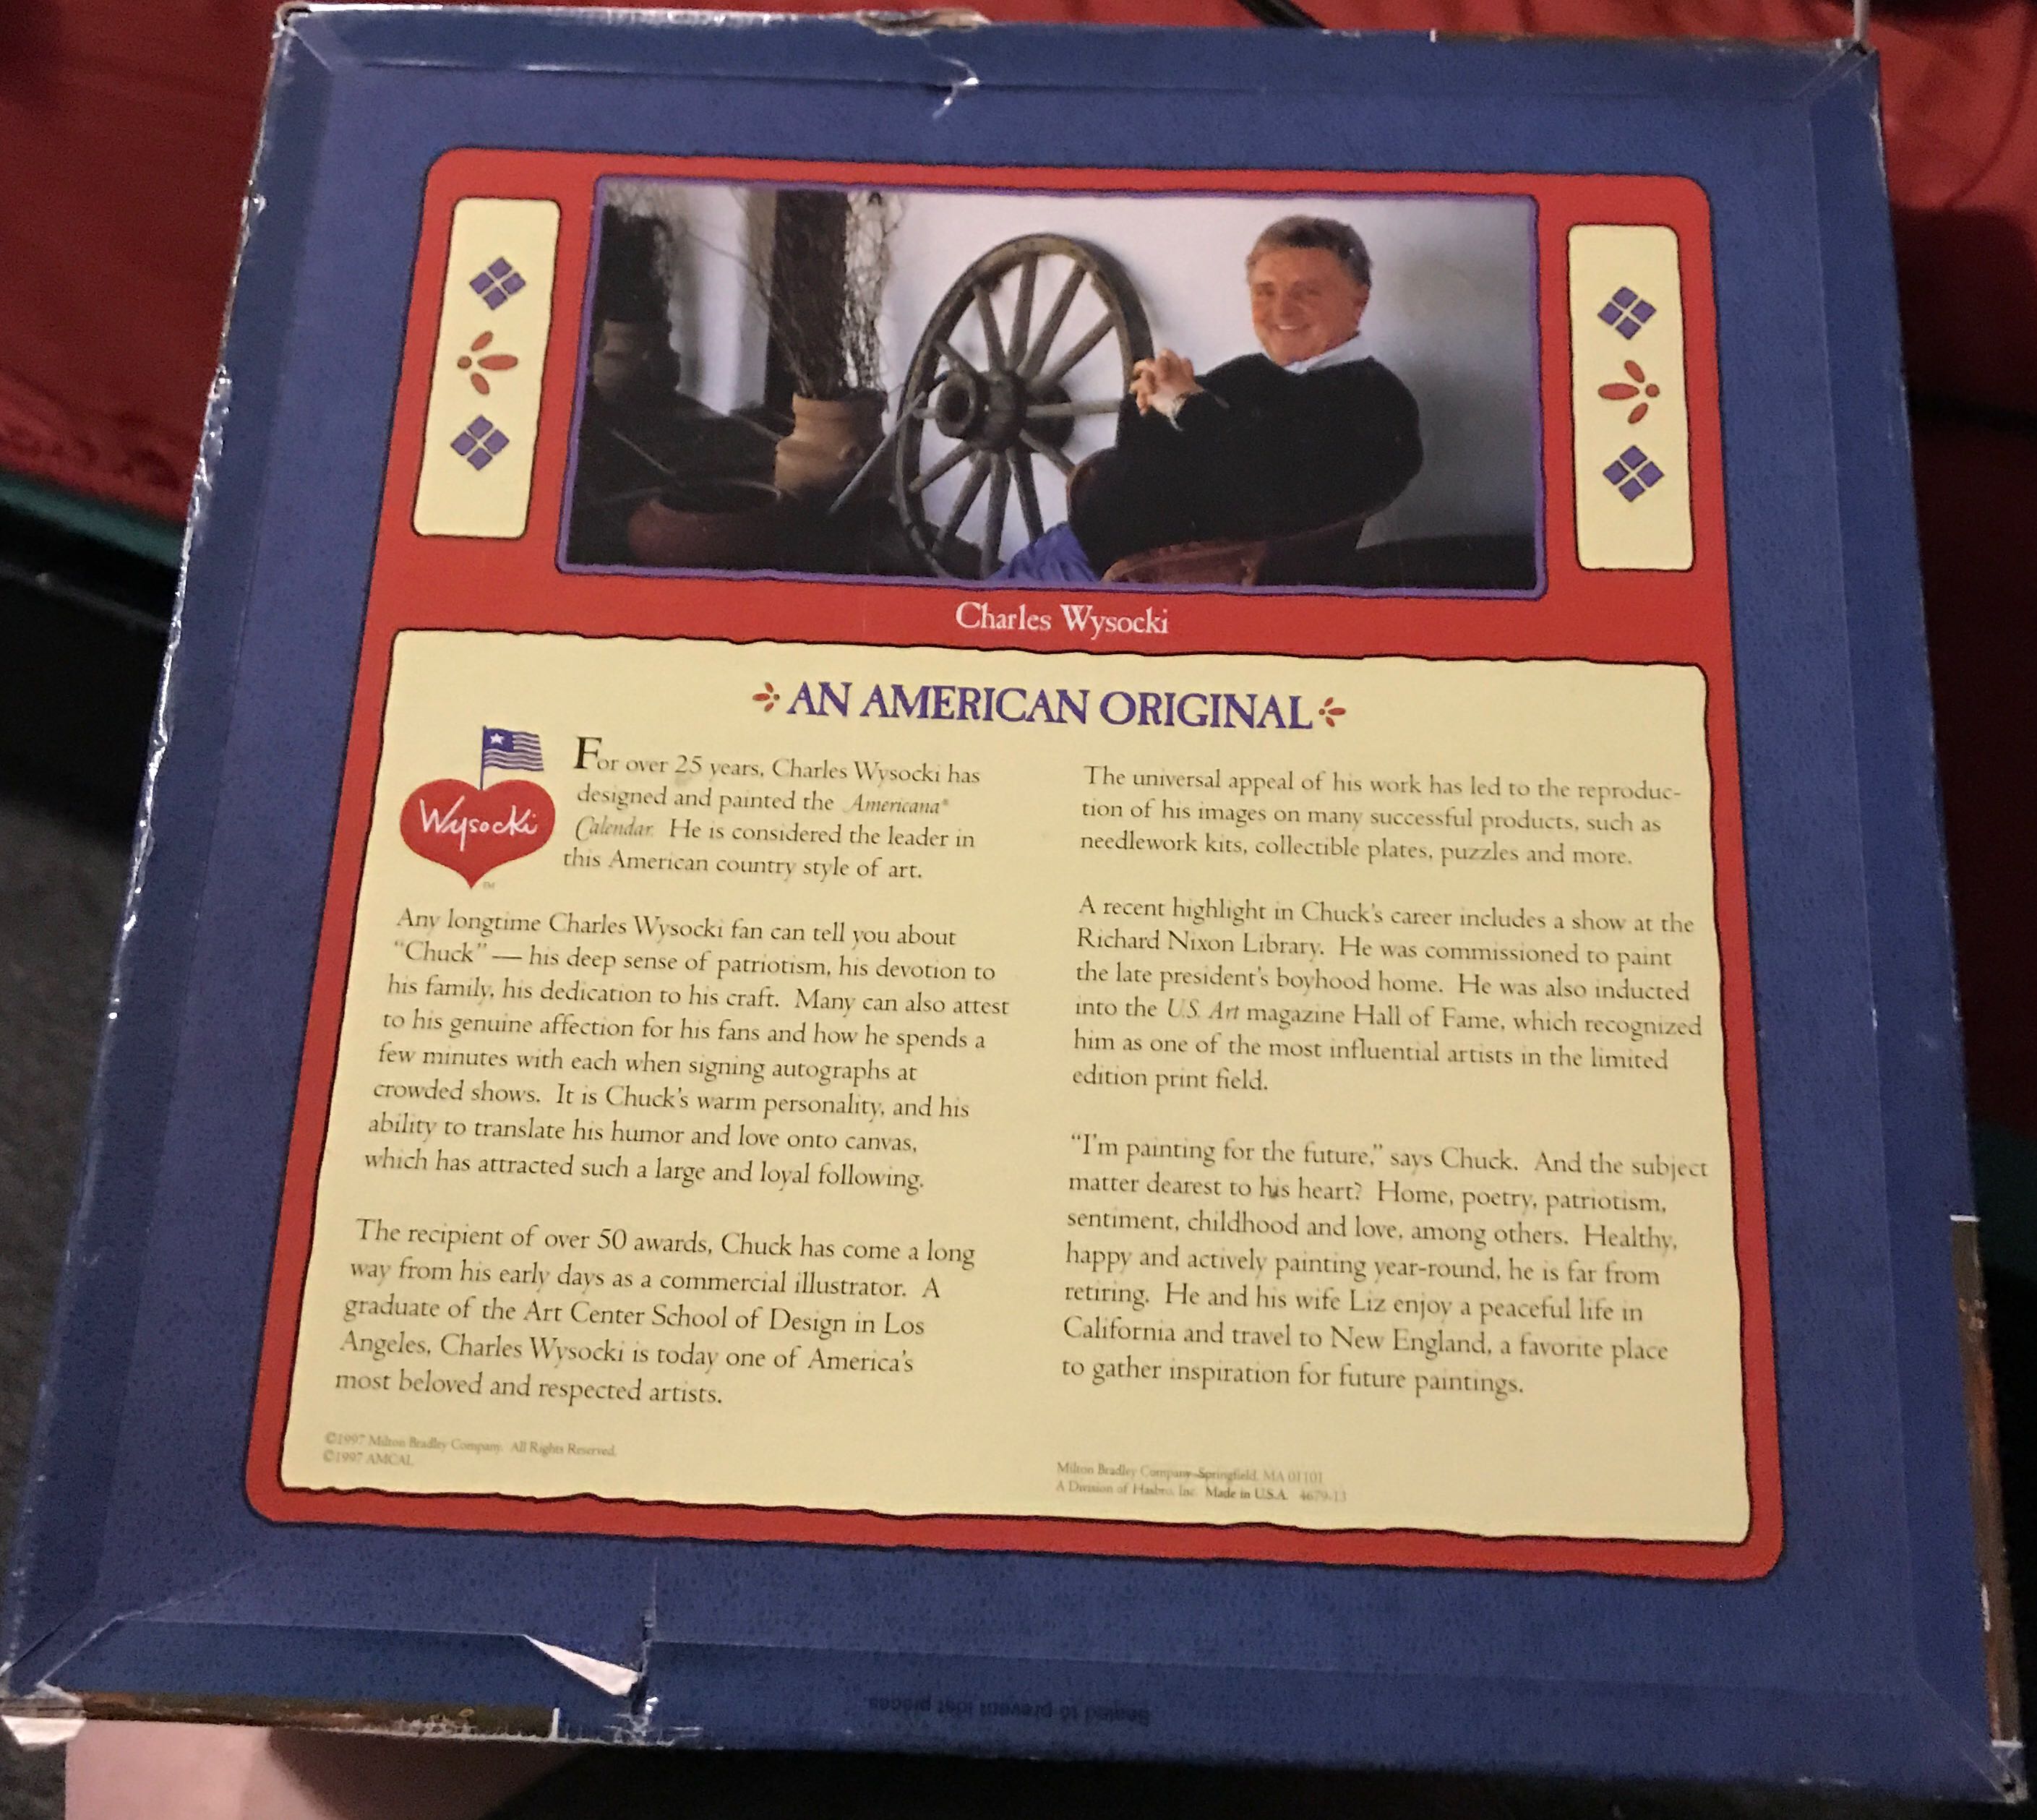 Charles Wysocki
AN AMERICAN ORIGINAL
Wysocki
™
For over 25 years, Charles Wysocki has
designed and painted the Americana®
Calendar. He is considered the leader in
this American country style of art.
Any longtime Charles Wysocki fan can tell you about
“Chuck” — his deep sense of patriotism, his devotion to
his family, his dedication to his craft. Many can also attest
to his genuine affection for his fans and how he spends a
few minutes with each when signing autographs at
crowded shows. It is Chuck's warm personality, and his
ability to translate his humor and love onto canvas,
which has attracted such a large and loyal following.
The recipient of over 50 awards, Chuck has come a long
way from his early days as a commercial illustrator. A
graduate of the Art Center School of Design in Los
Angeles, Charles Wysocki is today one of America's
most beloved and respected artists.
©1997 Milton Bradley Company. All Rights Reserved.
©1997 AMCAL
The universal appeal of his work has led to the reproduc-
tion of his images on many successful products, such as
needlework kits, collectible plates, puzzles and more.
A recent highlight in Chuck's career includes a show at the
Richard Nixon Library. He was commissioned to paint
the late president's boyhood home. He was also inducted
into the U.S. Art magazine Hall of Fame, which recognized
him as one of the most influential artists in the limited
edition print field.
“I'm painting for the future,” says Chuck. And the subject
matter dearest to his heart? Home, poetry, patriotism,
sentiment, childhood and love, among others. Healthy,
happy and actively painting year-round, he is far from
retiring. He and his wife Liz enjoy a peaceful life in
California and travel to New England, a favorite place
to gather inspiration for future paintings.
Milton Bradley Company Springfield, MA 01101
A Division of Hasbro, Inc. Made in U.S.A. 4679-13
Sealed to prevent lost pieces